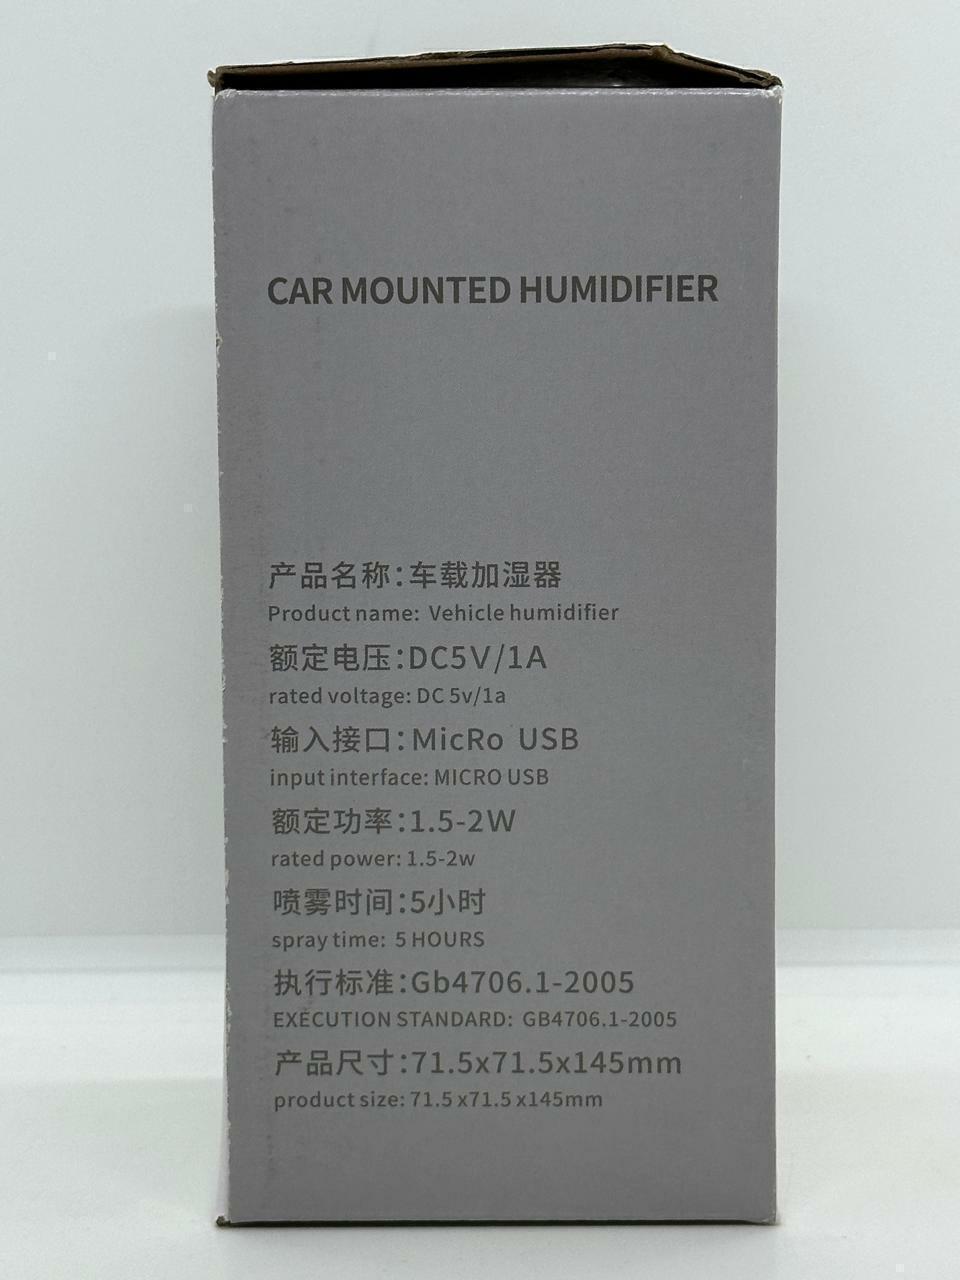 CAR MOUNTED HUMIDIFIER
产品名称：车载加湿器
Product name: Vehicle humidifier
额定电压：DC5V/1A
rated voltage: DC 5v/1a
输入接口：MicRo USB
input interface: MICRO USB
额定功率：1.5-2W
rated power: 1.5-2w
喷雾时间：5小时
spray time: 5 HOURS
执行标准：Gb4706.1-2005
EXECUTION STANDARD: GB4706.1-2005
产品尺寸：71.5x71.5x145mm
product size: 71.5 x71.5 x145mm